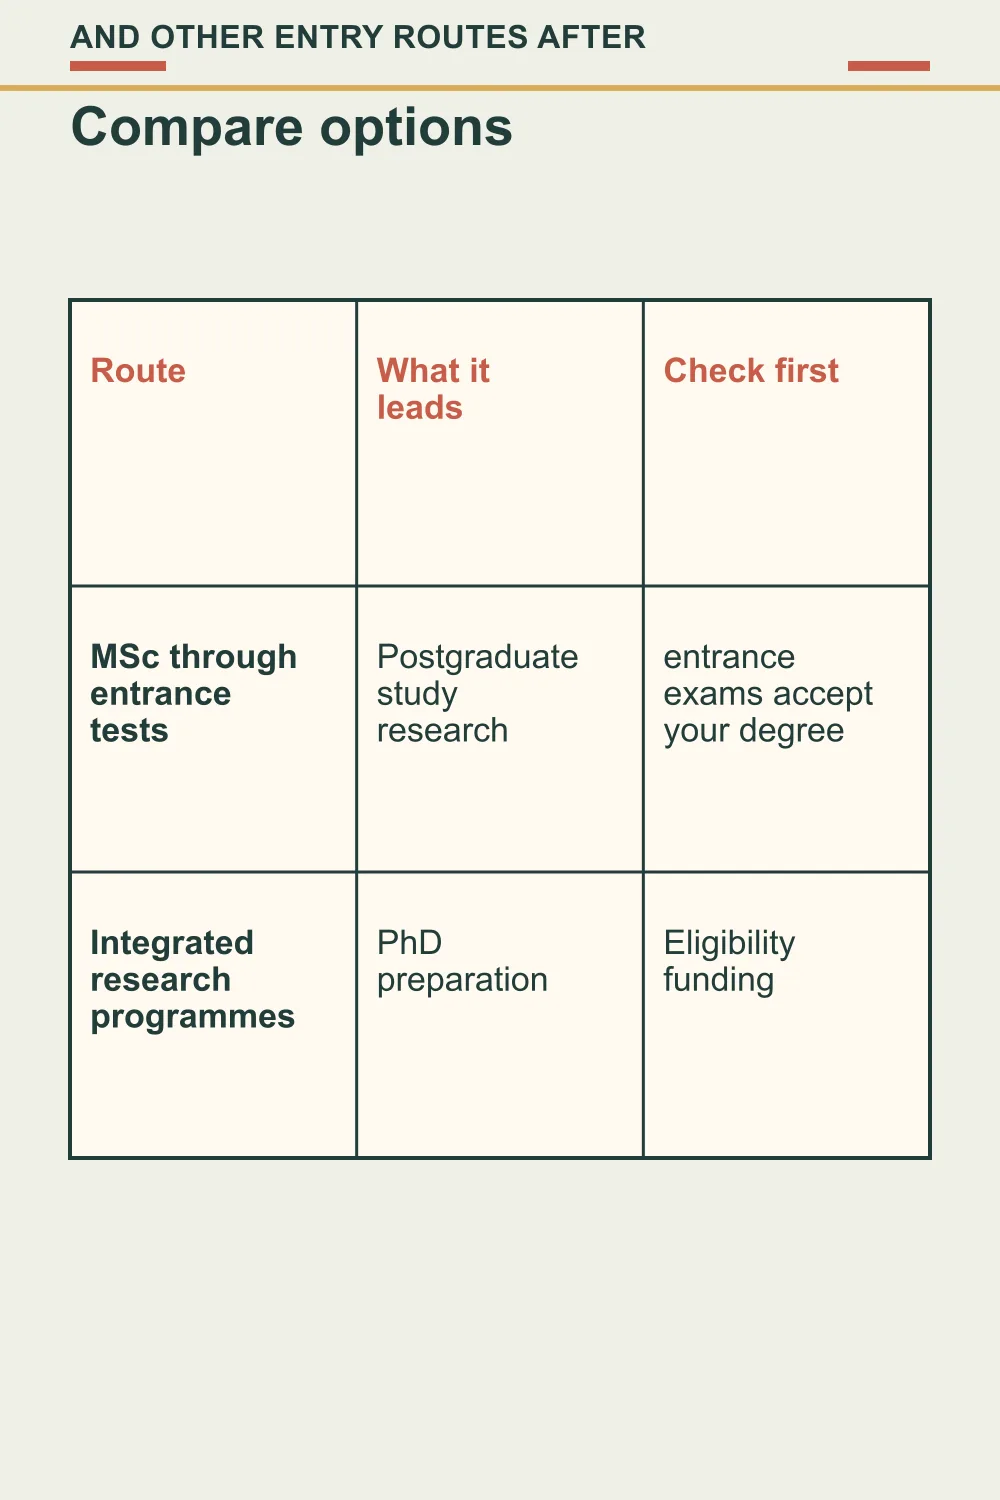 AND OTHER ENTRY ROUTES AFTER
Compare options
Route
What it
leads
Check first
MSc through
entrance
tests
Postgraduate
study
research
entrance
exams accept
your degree
Integrated
research
programmes
PhD
preparation
Eligibility
funding